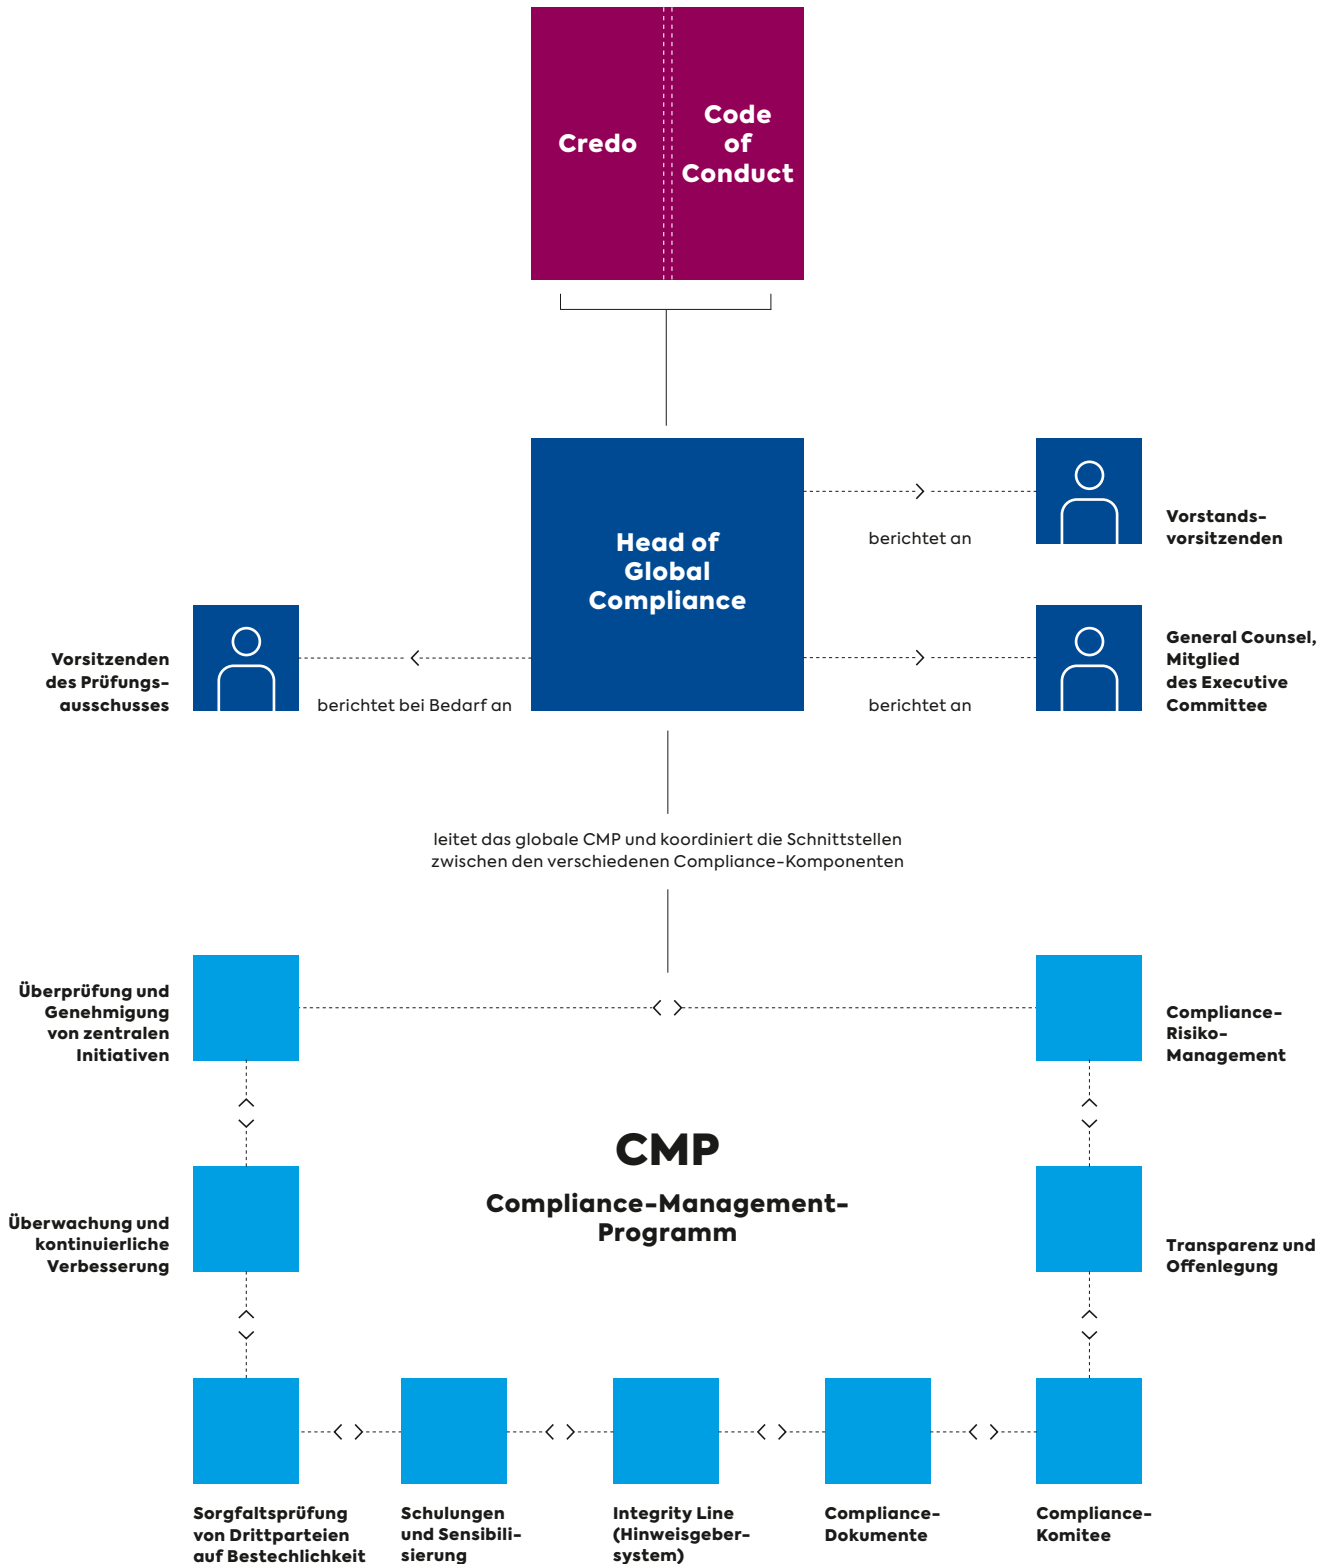 Credo
Code
of
Conduct
Head of
Global
Compliance
berichtet an
Vorstands-
vorsitzenden
Vorsitzenden
des Prüfungs-
ausschusses
berichtet bei Bedarf an
berichtet an
General Counsel,
Mitglied
des Executive
Committee
leitet das globale CMP und koordiniert die Schnittstellen
zwischen den verschiedenen Compliance-Komponenten
Überprüfung und
Genehmigung
von zentralen
Initiativen
Compliance-
Risiko-
Management
CMP
Compliance-Management-
Programm
Überwachung und
kontinuierliche
Verbesserung
Transparenz und
Offenlegung
Sorgfaltsprüfung
von Drittparteien
auf Bestechlichkeit
Schulungen
und Sensibili-
sierung
Integrity Line
(Hinweisgeber-
system)
Compliance-
Dokumente
Compliance-
Komitee